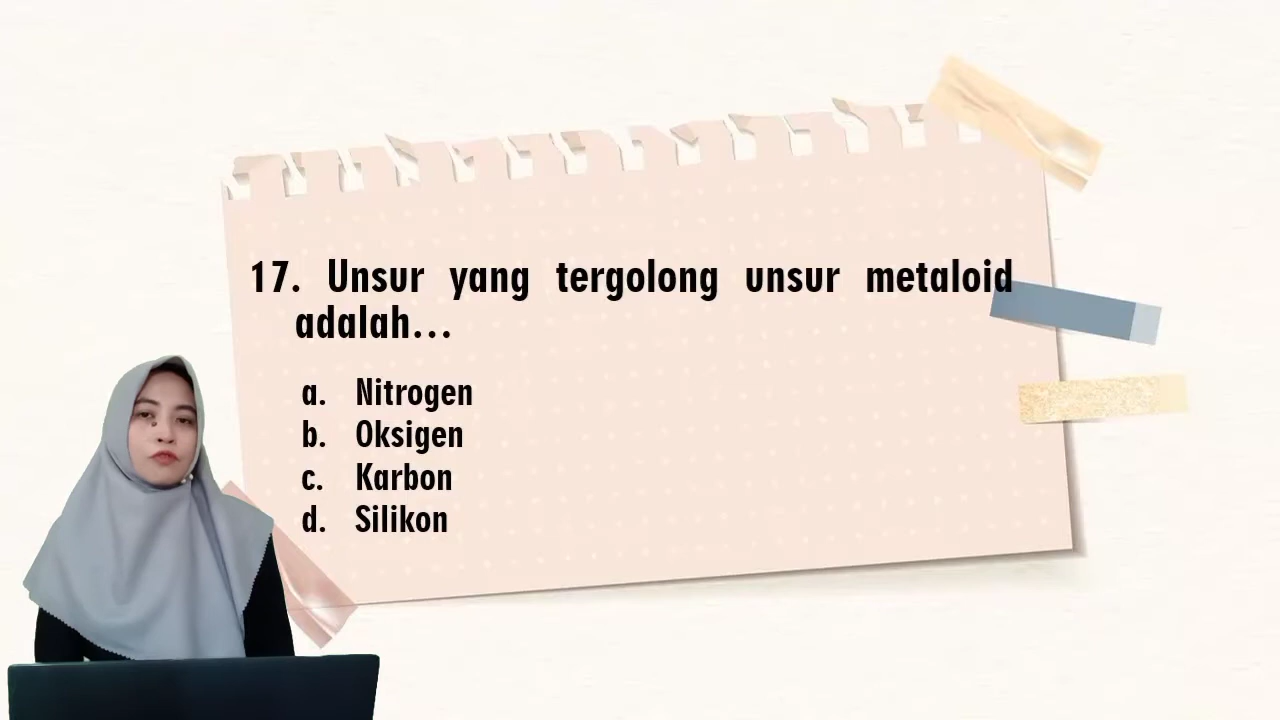 17. Unsur yang tergolong unsur metaloid
adalah...
a. Nitrogen
b. Oksigen
c. Karbon
d. Silikon